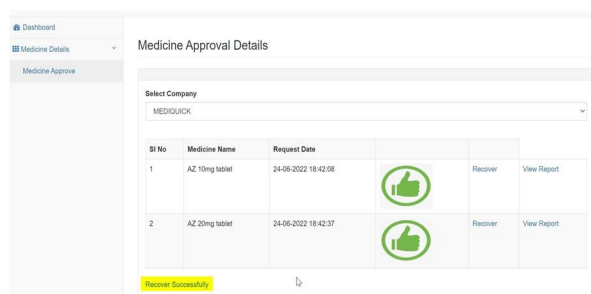 Dashboard
Medicine Details
Medicine Approve
Medicine Approval Details
Select Company
MEDIQUICK
Sl No Medicine Name Request Date
1 AZ 10mg tablet 24-06-2022 18:42:08 Recover View Report
2 AZ 20mg tablet 24-06-2022 18:42:37 Recover View Report
Recover Successfully